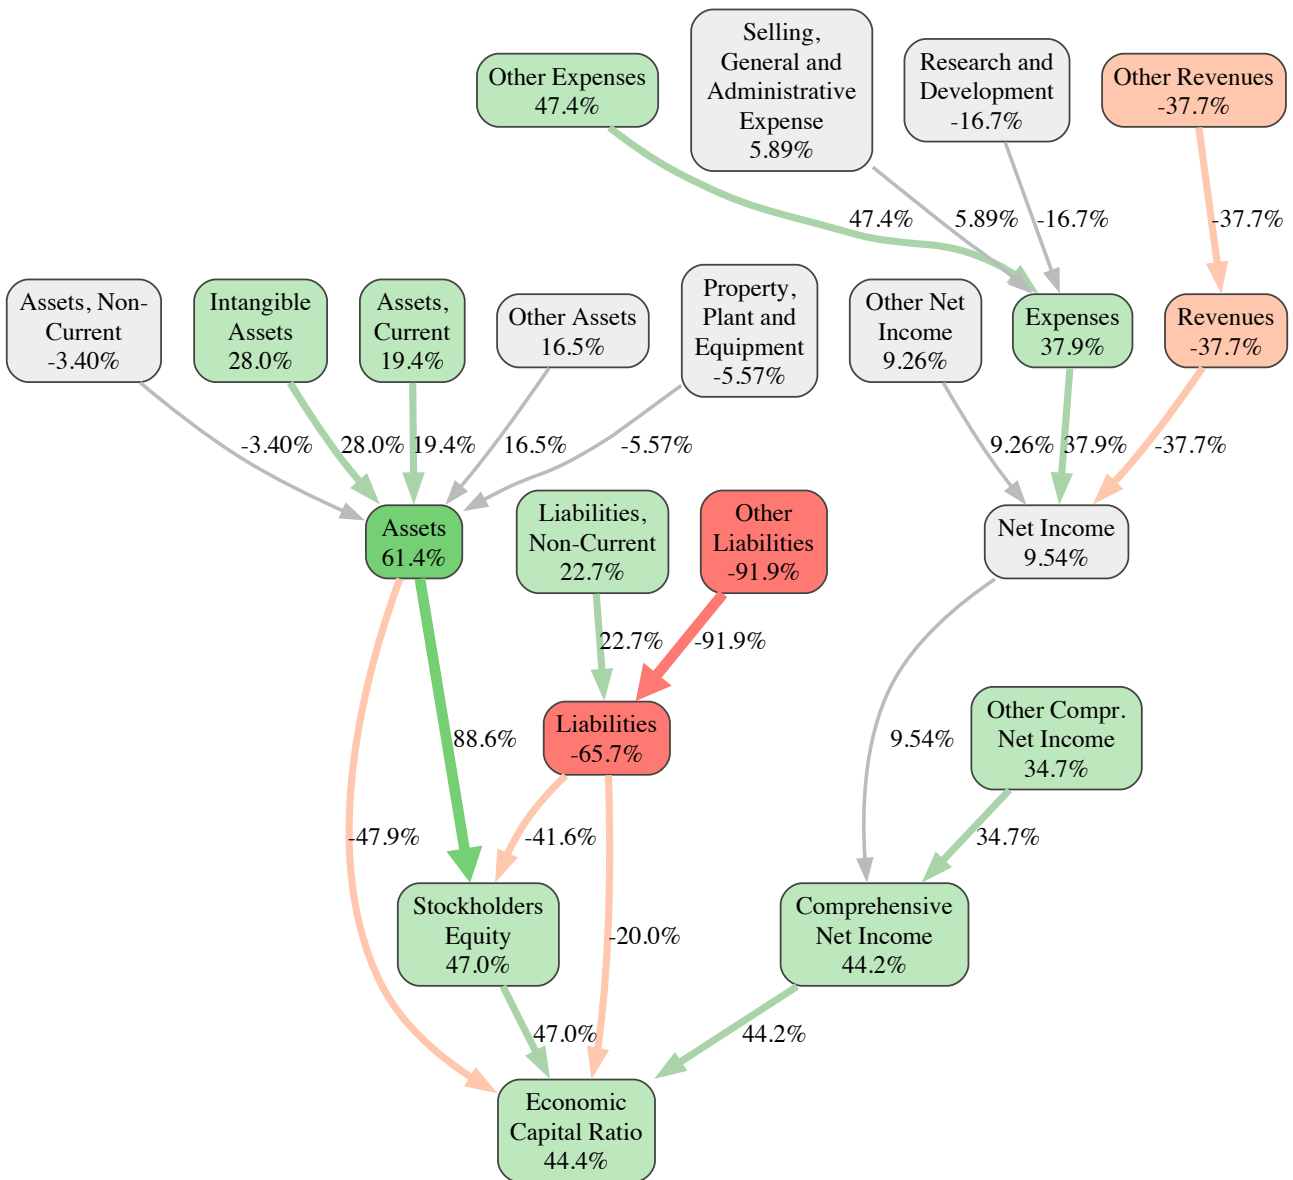 Selling,
General and
Administrative
Expense
5.89%
Other Expenses
47.4%
Research and
Development
-16.7%
Other Revenues
-37.7%
47.4%
5.89%
-16.7%
-37.7%
Assets, Non-
Current
-3.40%
Intangible
Assets
28.0%
Assets,
Current
19.4%
Other Assets
16.5%
Property,
Plant and
Equipment
-5.57%
Other Net
Income
9.26%
Expenses
37.9%
Revenues
-37.7%
-3.40%
28.0%
19.4%
16.5%
-5.57%
9.26%
37.9%
-37.7%
Assets
61.4%
Liabilities,
Non-Current
22.7%
Other
Liabilities
-91.9%
Net Income
9.54%
22.7%
-91.9%
Liabilities
-65.7%
Other Compr.
Net Income
34.7%
88.6%
9.54%
-47.9%
-41.6%
34.7%
Stockholders
Equity
47.0%
-20.0%
Comprehensive
Net Income
44.2%
47.0%
44.2%
Economic
Capital Ratio
44.4%